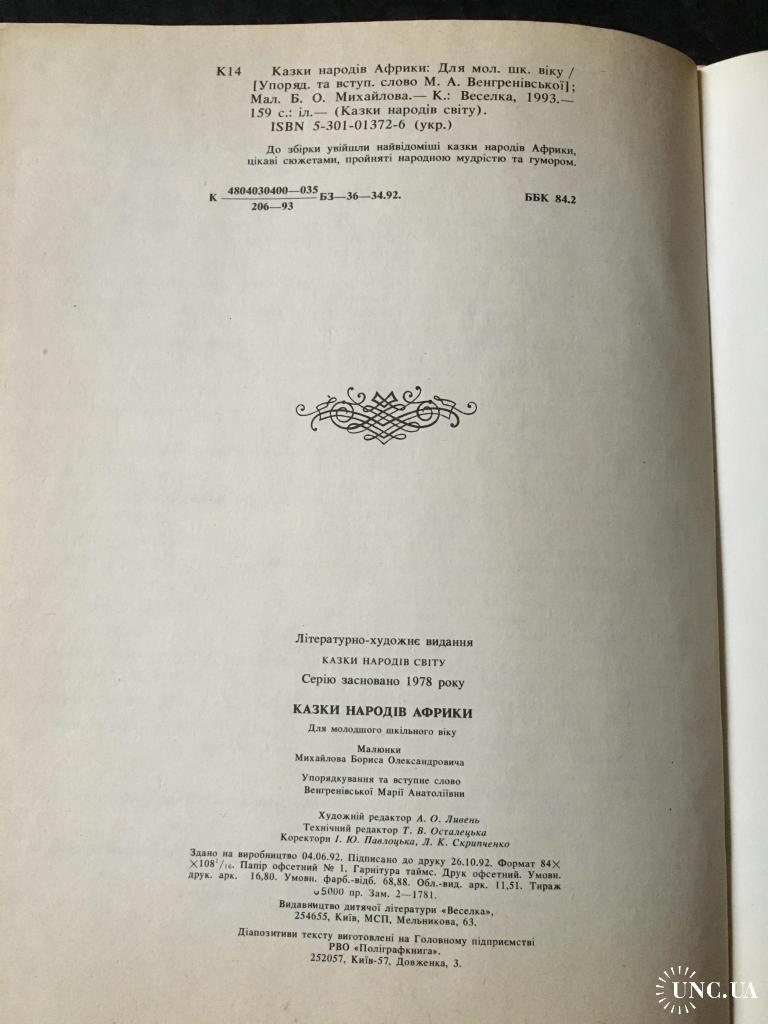 К14 Казки народів Африки: Для мол. шк. віку /
[Упоряд. та вступ. слово М. А. Венгренівської];
Мал. Б. О. Михайлова.— К.: Веселка, 1993.—
159 с.: іл.— (Казки народів світу).
ISBN 5-301-01372-6 (укр.)
До збірки увійшли найвідоміші казки народів Африки,
цікаві сюжетами, пройняті народною мудрістю та гумором.
К 4804030400—035 БЗ—36—34.92. ББК 84.2
206—93
Літературно-художнє видання
КАЗКИ НАРОДІВ СВІТУ
Серію засновано 1978 року
КАЗКИ НАРОДІВ АФРИКИ
Для молодшого шкільного віку
Малюнки
Михайлова Бориса Олександровича
Упорядкування та вступне слово
Венгренівської Марії Анатоліївни
Художній редактор А. О. Ливень
Технічний редактор Т. В. Осталецька
Коректори І. Ю. Павлоцька, Л. К. Скрипченко
Здано на виробництво 04.06.92. Підписано до друку 26.10.92. Формат 84×
×108¹/₁₆. Папір офсетний № 1. Гарнітура таймс. Друк офсетний. Умовн.
друк. арк. 16,80. Умовн. фарб.-відб. 68,88. Обл.-вид. арк. 11,51. Тираж
5000 пр. Зам. 2—1781.
Видавництво дитячої літератури «Веселка»,
254655, Київ, МСП, Мельникова, 63.
Діапозитиви тексту виготовлені на Головному підприємстві
РВО «Поліграфкнига».
252057, Київ-57, Довженка, 3.
UNC.UA